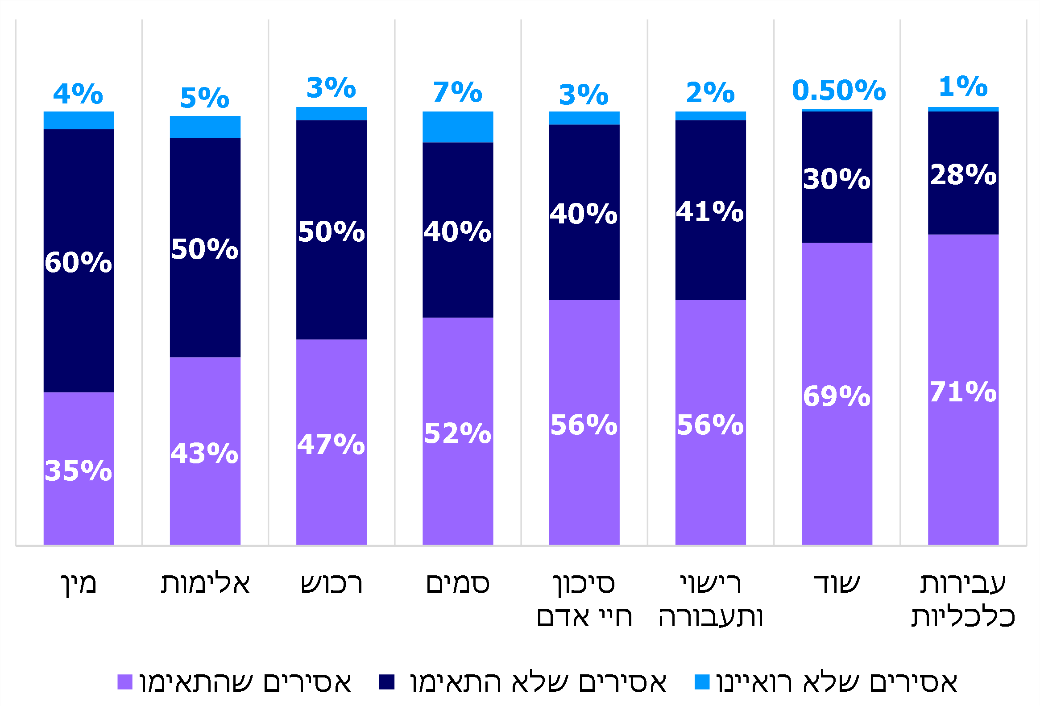 4% 5% 3% 7% 3% 2% 0.50% 1%
60% 50% 50% 40% 40% 41% 30% 28%
35% 43% 47% 52% 56% 56% 69% 71%
מין
אלימות
רכוש
סמים
סיכון
חיי אדם
רישוי
ותעבורה
שוד
עבירות
כלכליות
אסירים שהתאימו
אסירים שלא התאימו
אסירים שלא רואיינו